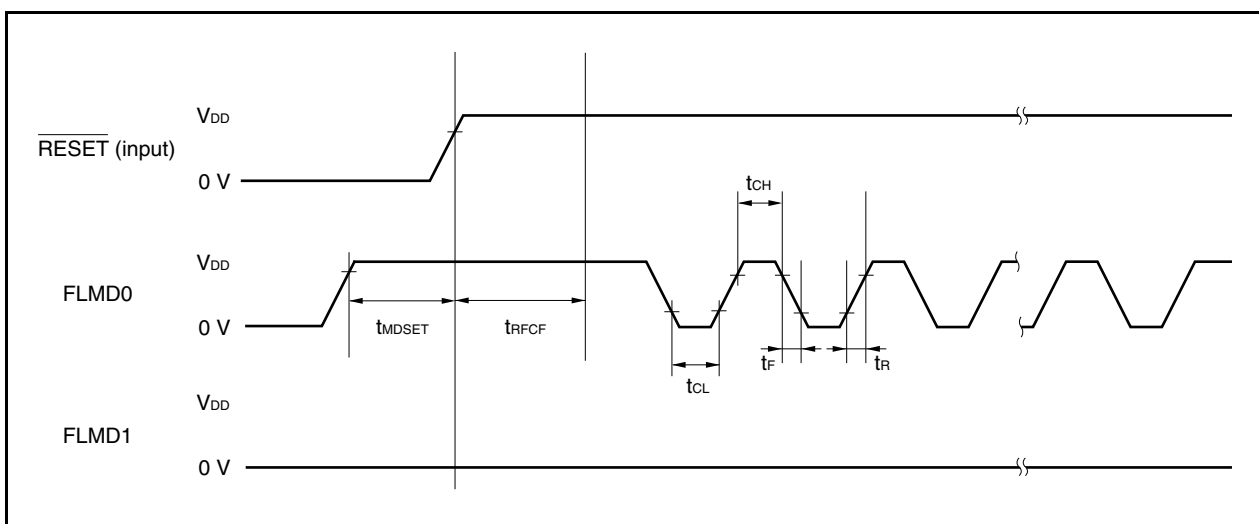 VDD
RESET (input)
0 V
tCH
VDD
FLMD0
tMDSET
tRFCF
0 V
tF
tR
tCL
VDD
FLMD1
0 V